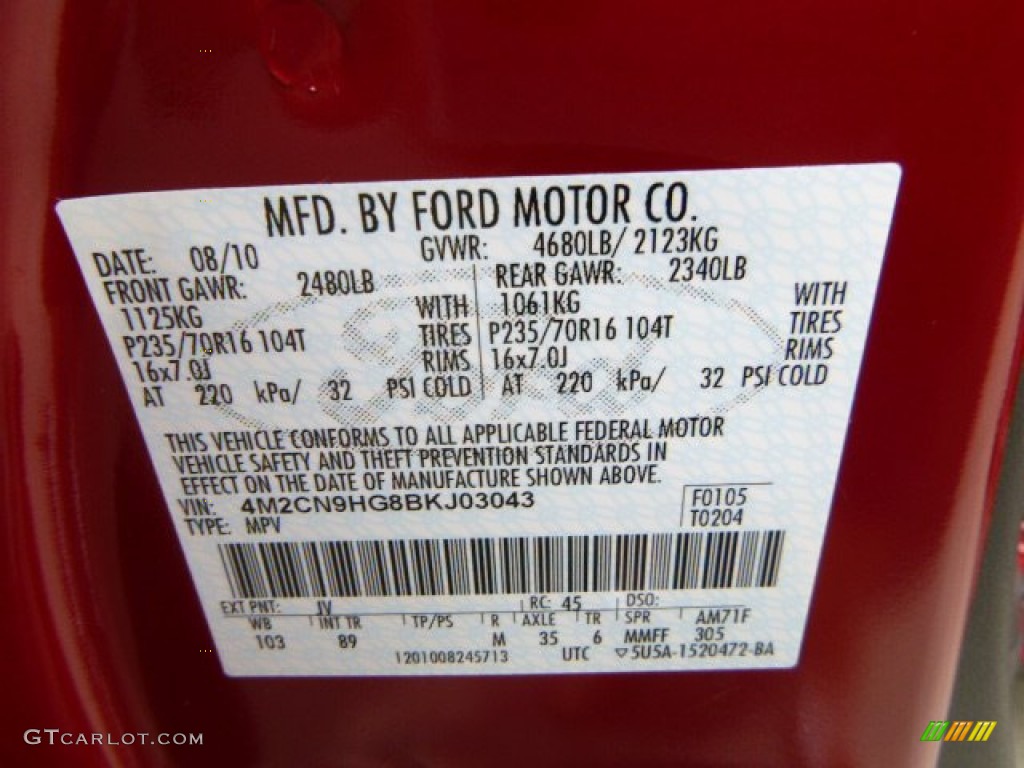 MFD. BY FORD MOTOR CO.
DATE: 08/10 GVWR: 4680LB/ 2123KG
FRONT GAWR: 2480LB REAR GAWR: 2340LB
1125KG WITH 1061KG WITH
P235/70R16 104T TIRES P235/70R16 104T TIRES
16x7.0J RIMS 16x7.0J RIMS
AT 220 kPa/ 32 PSI COLD AT 220 kPa/ 32 PSI COLD
THIS VEHICLE CONFORMS TO ALL APPLICABLE FEDERAL MOTOR
VEHICLE SAFETY AND THEFT PREVENTION STANDARDS IN
EFFECT ON THE DATE OF MANUFACTURE SHOWN ABOVE.
VIN: 4M2CN9HG8BKJ03043 F0105
TYPE: MPV T0204
EXT PNT: JV RC: 45 DSO:
WB INT TR TP/PS R AXLE TR SPR AM71F
103 89 M 35 6 MMFF 305
1201008245713 UTC ▽5U5A-1520472-BA
GTCARLOT.COM